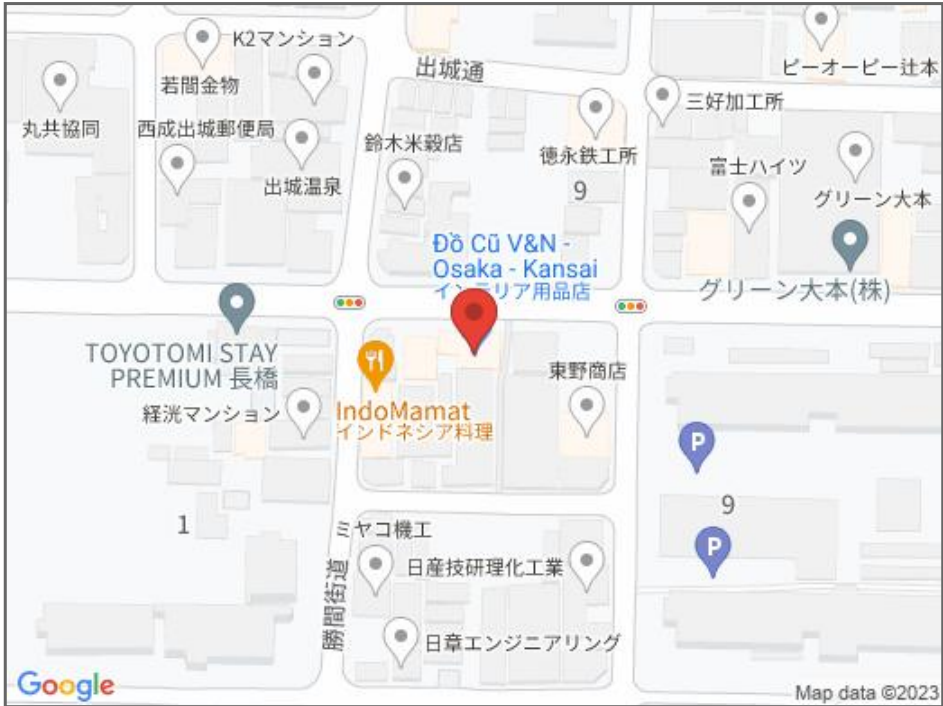 K2マンション
出城通
ピーオーピー辻本
若間金物
三好加工所
丸共協同
西成出城郵便局
鈴木米穀店
徳永鉄工所
富士ハイツ
出城温泉
9
グリーン大本
Đồ Cũ V&N -
Osaka - Kansai
インテリア用品店
グリーン大本(株)
TOYOTOMI STAY
PREMIUM 長橋
東野商店
経洸マンション
IndoMamat
インドネシア料理
P
9
1
ミヤコ機工
P
日産技研理化工業
勝間街道
日章エンジニアリング
Google
Map data ©2023